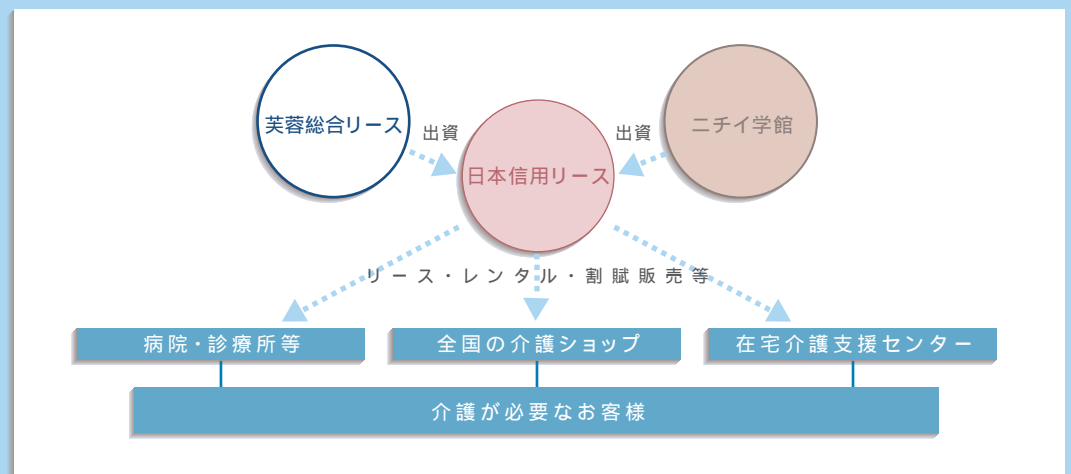 芙蓉総合リース
出資
出資
ニチイ学館
日本信用リース
リース・レンタル・割賦販売等
病院・診療所等
全国の介護ショップ
在宅介護支援センター
介護が必要なお客様